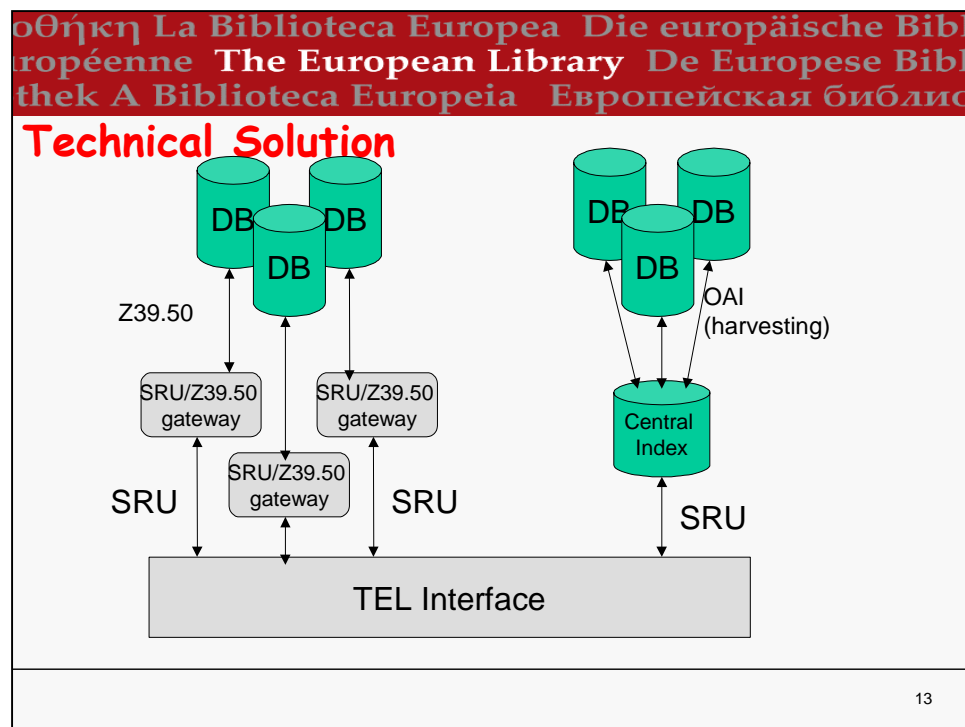 οθήκη La Biblioteca Europea Die europäische Bibl
ropéenne The European Library De Europese Bibl
thek A Biblioteca Europeia Европейская библио
Technical Solution
DB
DB
DB
DB
DB
DB
Z39.50
OAI
(harvesting)
SRU/Z39.50
gateway
SRU/Z39.50
gateway
SRU/Z39.50
gateway
Central
Index
SRU
SRU
SRU
TEL Interface
13